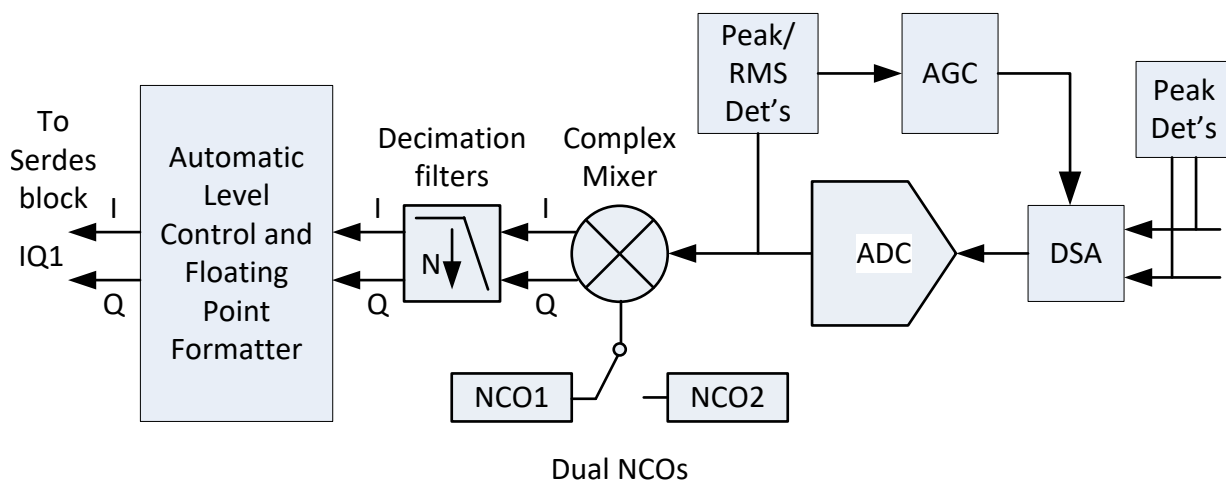 To
Serdes
block
IQ1
I
Q
Automatic
Level
Control and
Floating
Point
Formatter
I
Q
Decimation
filters
N
I
Q
Complex
Mixer
NCO1
NCO2
Dual NCOs
Peak/
RMS
Det's
AGC
ADC
DSA
Peak
Det's